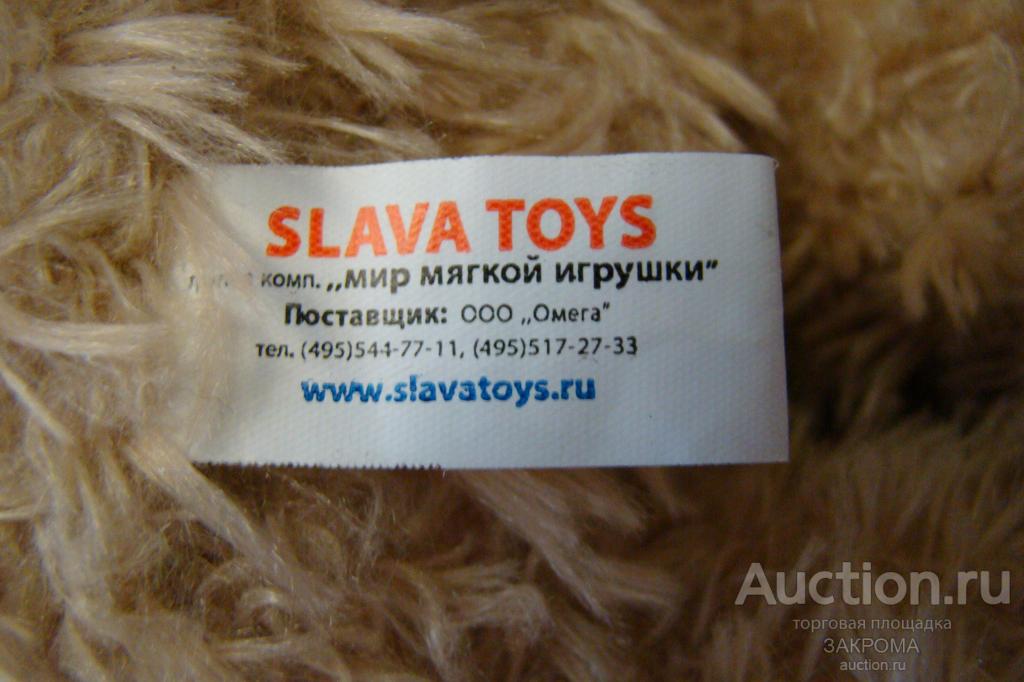 SLAVA TOYS
комп. „мир мягкой игрушки”
Поставщик: ООО „Омега”
тел. (495)544-77-11, (495)517-27-33
www.slavatoys.ru
Auction.ru
торговая площадка
ЗАКРОМА
auction.ru